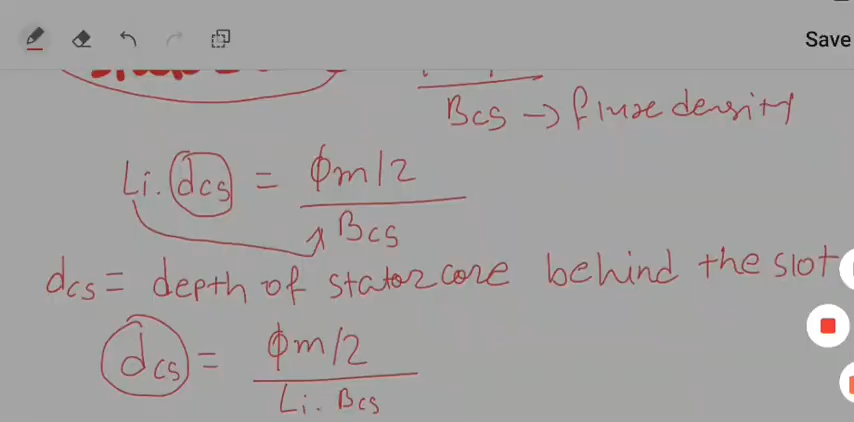 Save
Bcs → flux density
Li. dcs = φm/2
Bcs
dcs = depth of stator core behind the slot
dcs = φm/2
Li. Bcs